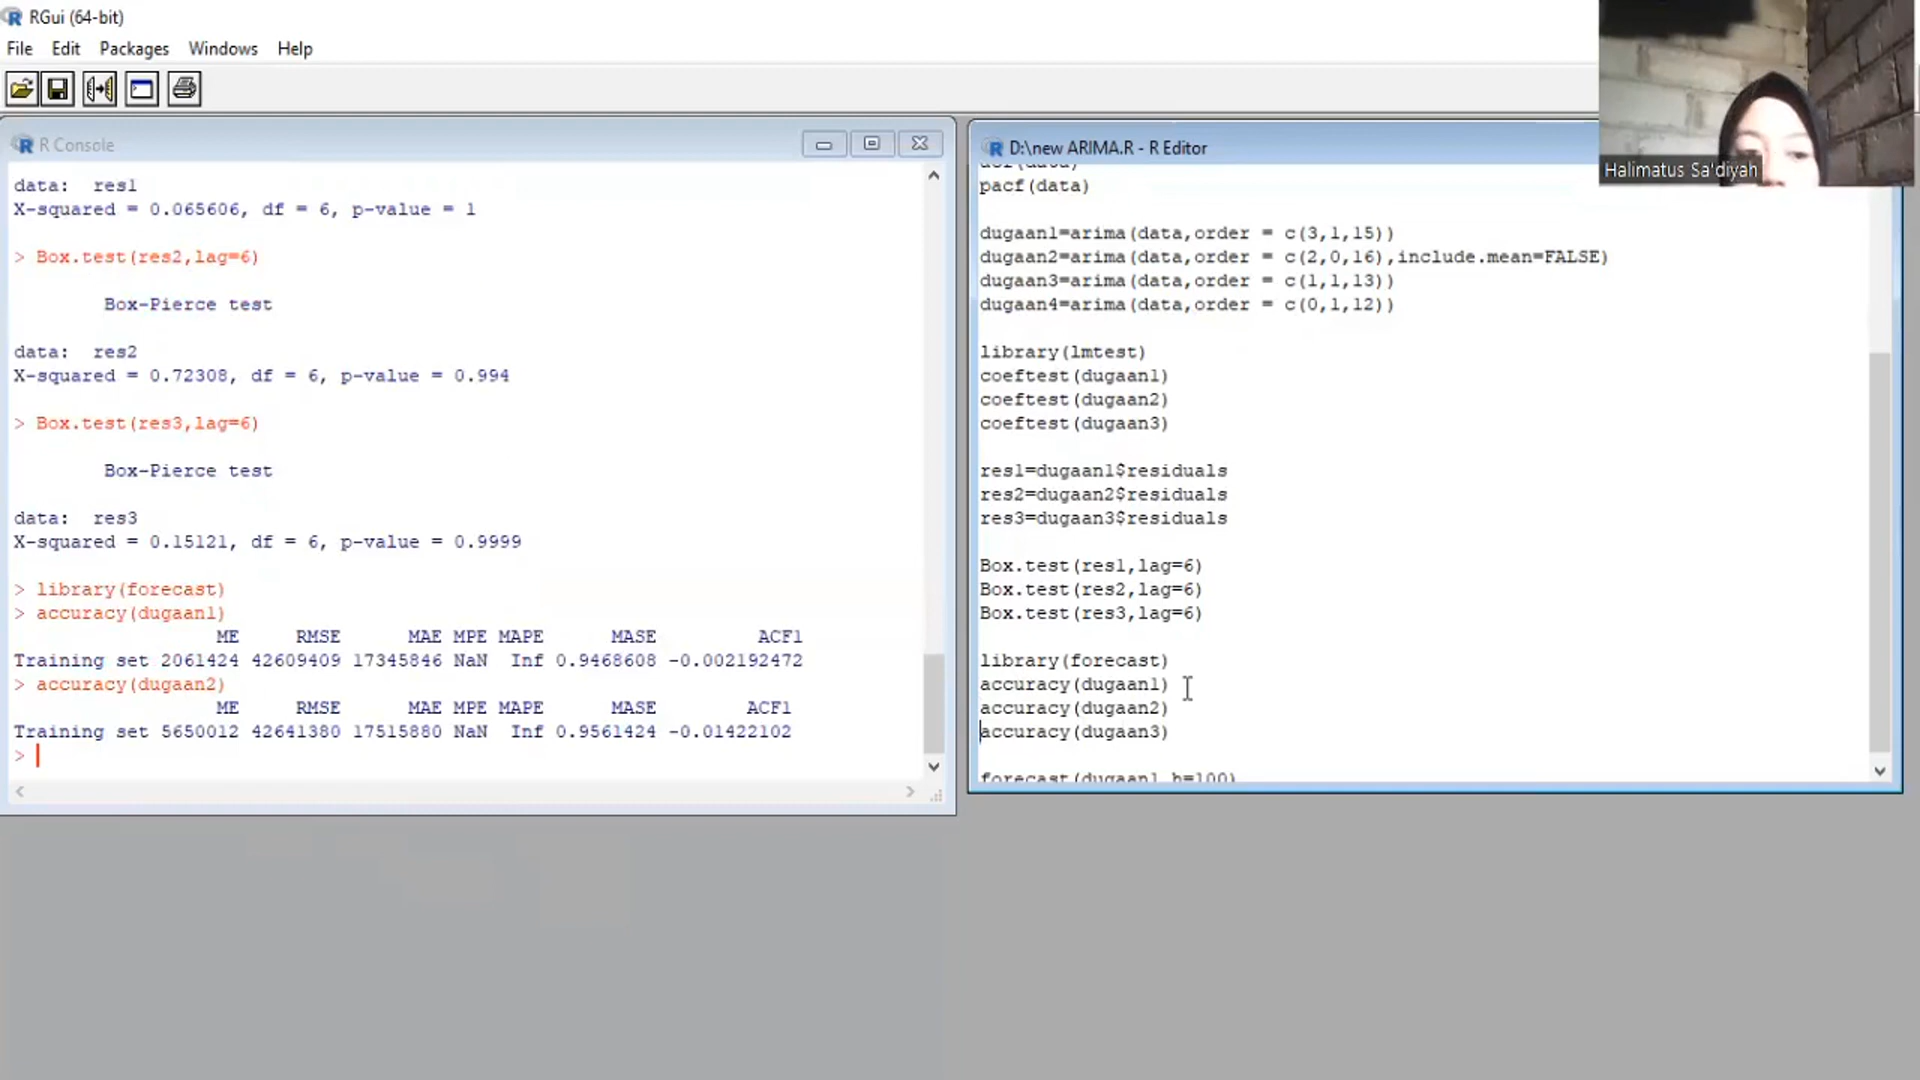 RGui (64-bit)
File Edit Packages Windows Help
R Console
data:  res1
X-squared = 0.065606, df = 6, p-value = 1
> Box.test(res2,lag=6)
Box-Pierce test
data:  res2
X-squared = 0.72308, df = 6, p-value = 0.994
> Box.test(res3,lag=6)
Box-Pierce test
data:  res3
X-squared = 0.15121, df = 6, p-value = 0.9999
> library(forecast)
> accuracy(dugaan1)
ME RMSE MAE MPE MAPE MASE ACF1
Training set 2061424 42609409 17345846 NaN Inf 0.9468608 -0.002192472
> accuracy(dugaan2)
ME RMSE MAE MPE MAPE MASE ACF1
Training set 5650012 42641380 17515880 NaN Inf 0.9561424 -0.01422102
>
D:\new ARIMA.R - R Editor
acf(data)
pacf(data)
dugaan1=arima(data,order = c(3,1,15))
dugaan2=arima(data,order = c(2,0,16),include.mean=FALSE)
dugaan3=arima(data,order = c(1,1,13))
dugaan4=arima(data,order = c(0,1,12))
library(lmtest)
coeftest(dugaan1)
coeftest(dugaan2)
coeftest(dugaan3)
res1=dugaan1$residuals
res2=dugaan2$residuals
res3=dugaan3$residuals
Box.test(res1,lag=6)
Box.test(res2,lag=6)
Box.test(res3,lag=6)
library(forecast)
accuracy(dugaan1)
accuracy(dugaan2)
accuracy(dugaan3)
forecast(dugaan1,h=100)
Halimatus Sa'diyah